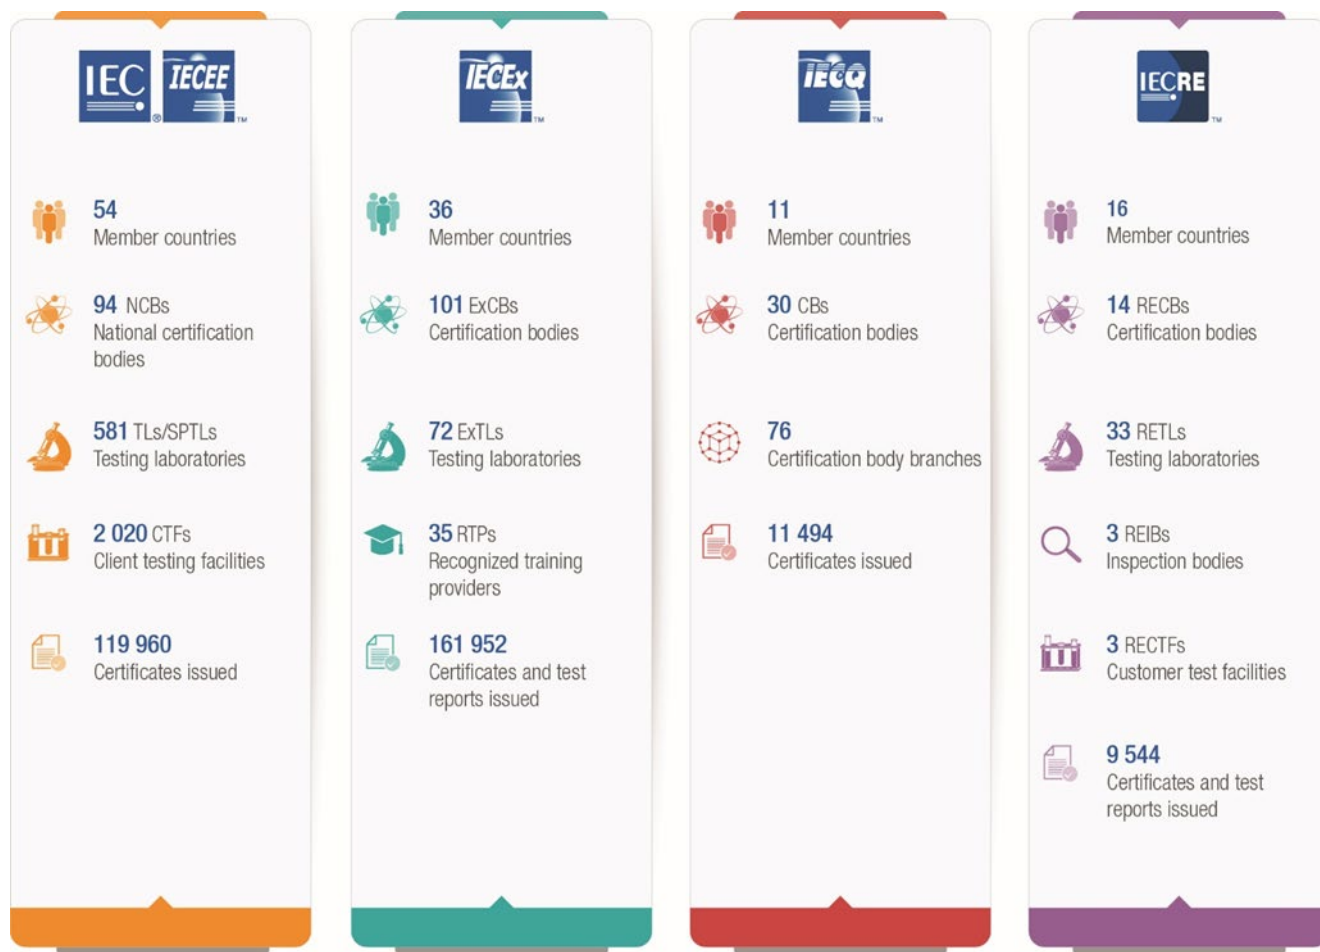 IEC
®
IECEE
TM
54
Member countries
94 NCBs
National certification
bodies
581 TLs/SPTLs
Testing laboratories
2 020 CTFs
Client testing facilities
119 960
Certificates issued
IECEx
TM
36
Member countries
101 ExCBs
Certification bodies
72 ExTLs
Testing laboratories
35 RTPs
Recognized training
providers
161 952
Certificates and test
reports issued
IECQ
TM
11
Member countries
30 CBs
Certification bodies
76
Certification body branches
11 494
Certificates issued
IECRE
TM
16
Member countries
14 RECBs
Certification bodies
33 RETLs
Testing laboratories
3 REIBs
Inspection bodies
3 RECTFs
Customer test facilities
9 544
Certificates and test
reports issued